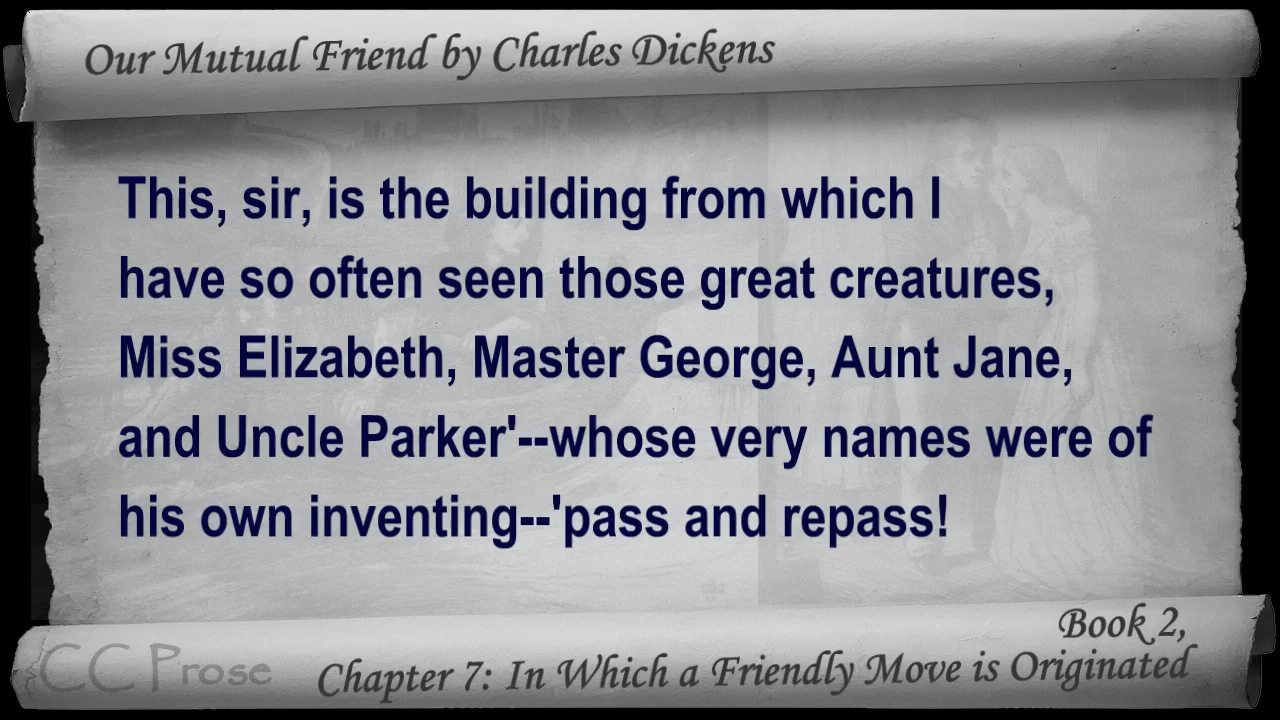 Our Mutual Friend by Charles Dickens
This, sir, is the building from which I
have so often seen those great creatures,
Miss Elizabeth, Master George, Aunt Jane,
and Uncle Parker'--whose very names were of
his own inventing--'pass and repass!
Book 2,
CC Prose
Chapter 7: In Which a Friendly Move is Originated